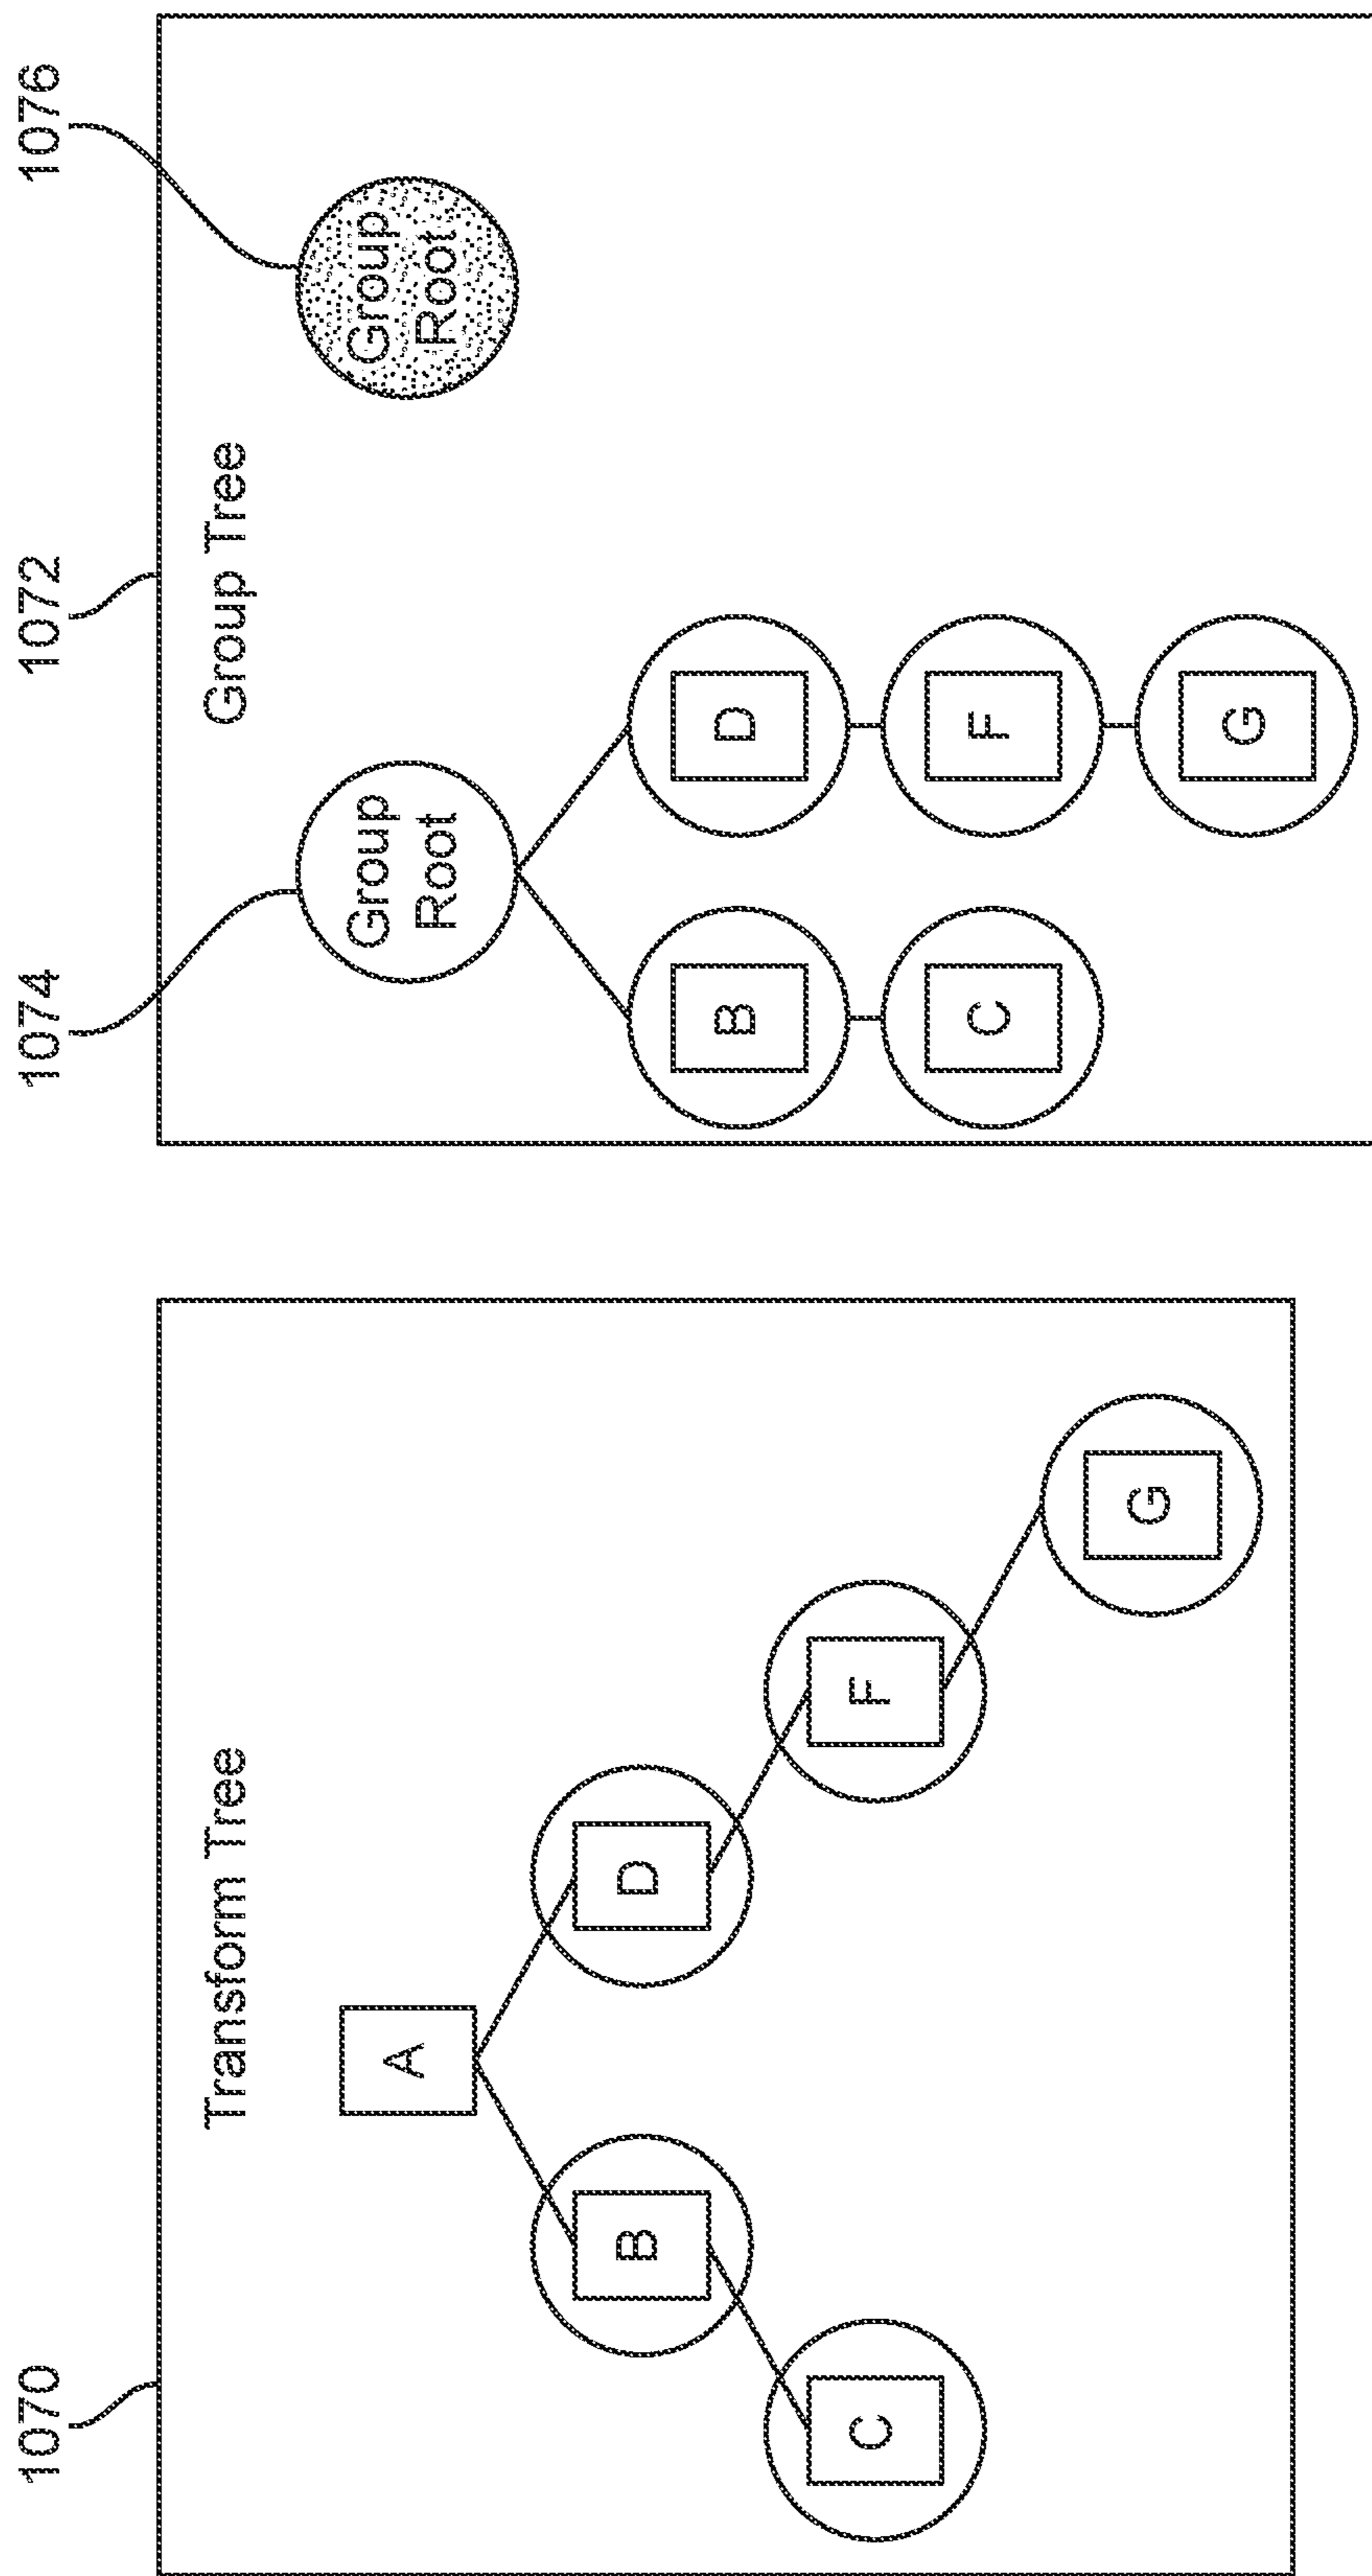 1070
Transform Tree
A
B
D
C
F
G
1074
1072
1076
Group Tree
Group
Root
Group
Root
B
D
C
F
G